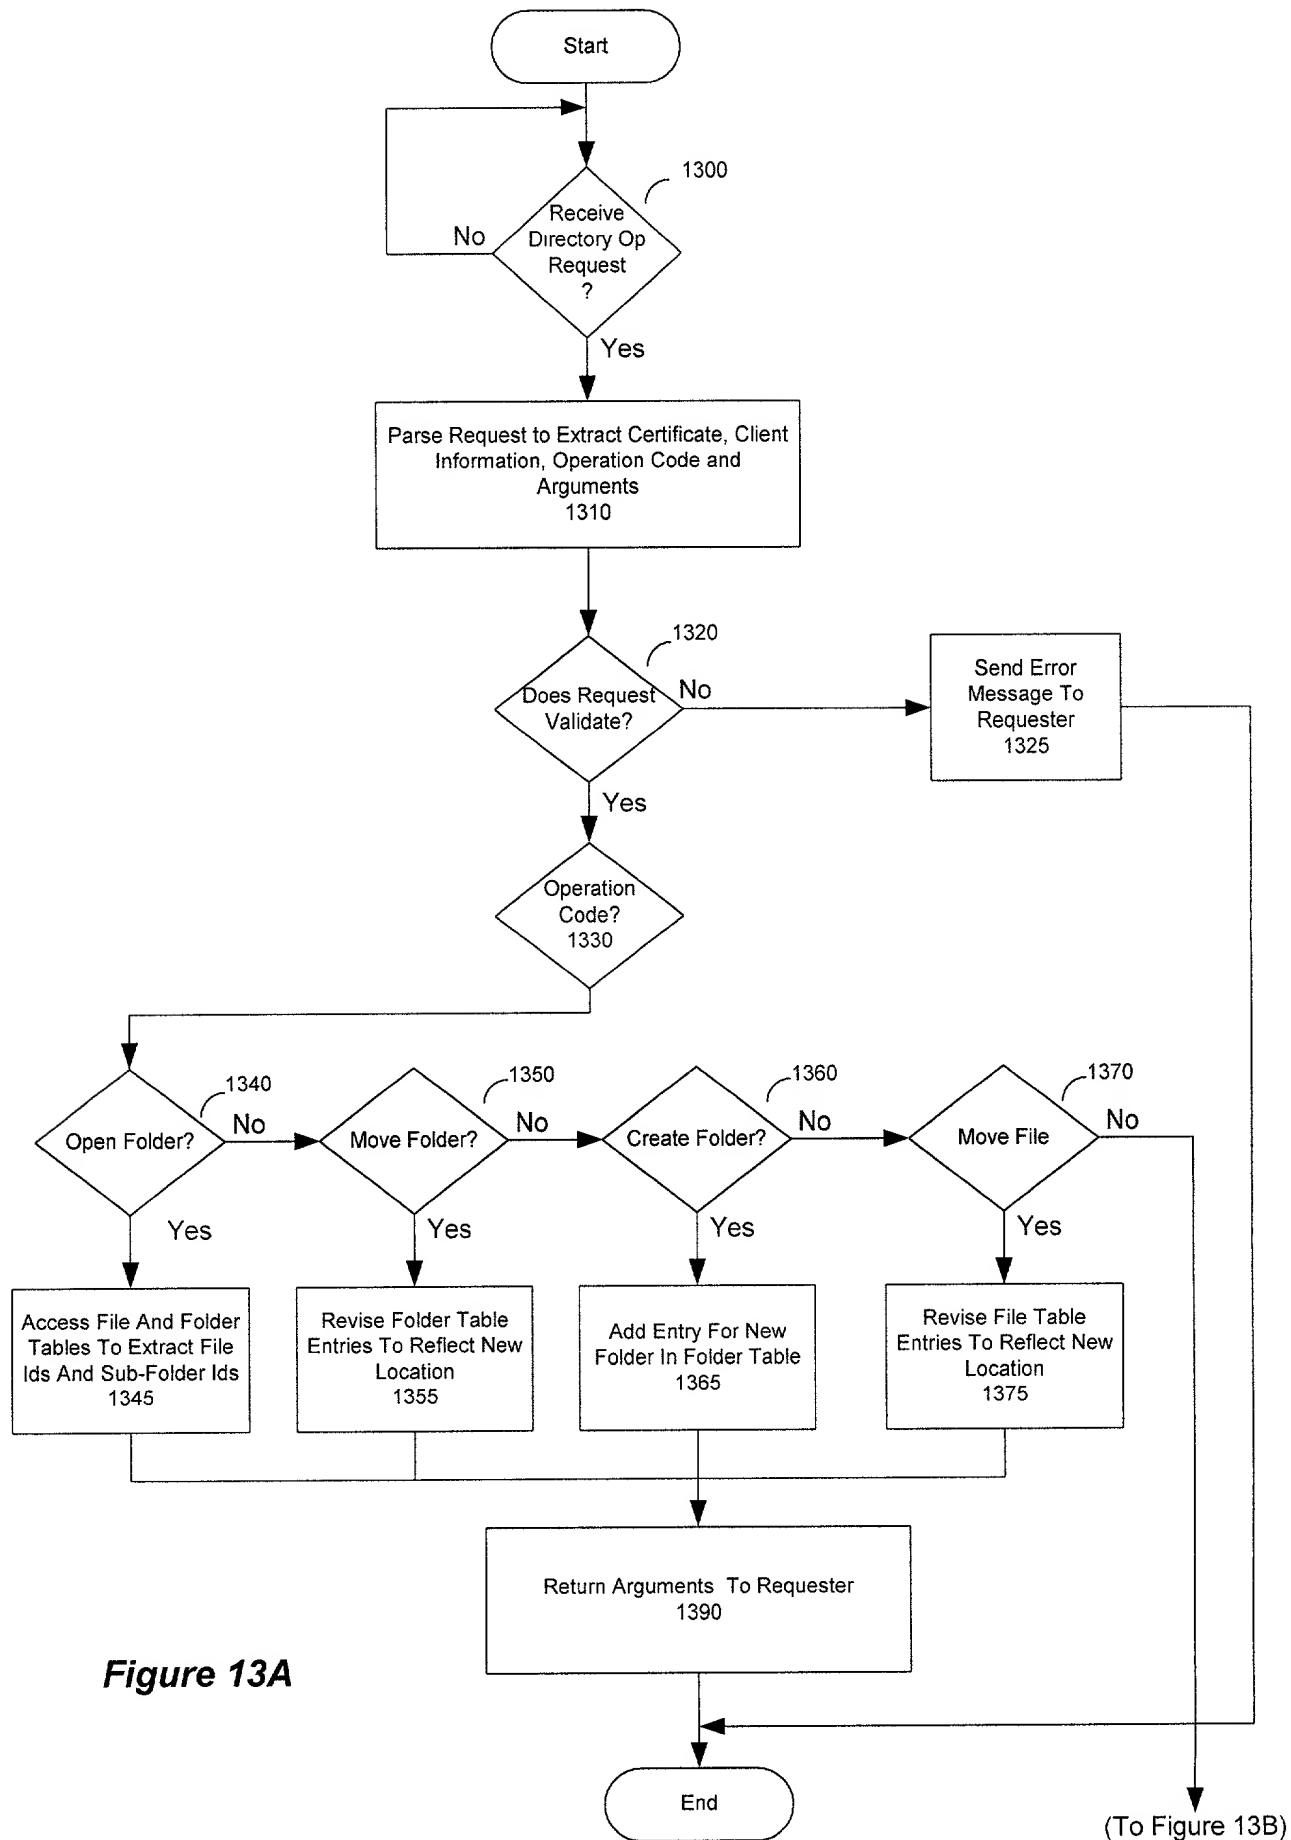 Start
1300
Receive
Directory Op
Request
?
No
Yes
Parse Request to Extract Certificate, Client
Information, Operation Code and
Arguments
1310
1320
Does Request
Validate?
No
Send Error
Message To
Requester
1325
Yes
Operation
Code?
1330
1340
Open Folder?
No
1350
Move Folder?
No
1360
Create Folder?
No
1370
Move File
No
Yes
Yes
Yes
Yes
Access File And Folder
Tables To Extract File
Ids And Sub-Folder Ids
1345
Revise Folder Table
Entries To Reflect New
Location
1355
Add Entry For New
Folder In Folder Table
1365
Revise File Table
Entries To Reflect New
Location
1375
Return Arguments To Requester
1390
Figure 13A
End
(To Figure 13B)